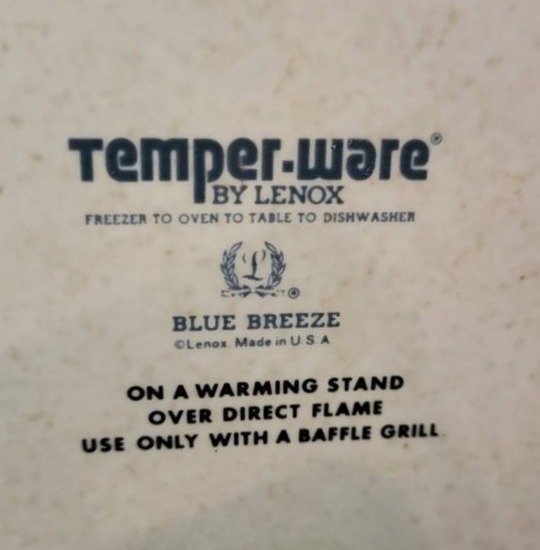 Temper-ware®
BY LENOX
FREEZER TO OVEN TO TABLE TO DISHWASHER
L
®
BLUE BREEZE
©Lenox. Made in U.S.A.
ON A WARMING STAND
OVER DIRECT FLAME
USE ONLY WITH A BAFFLE GRILL.